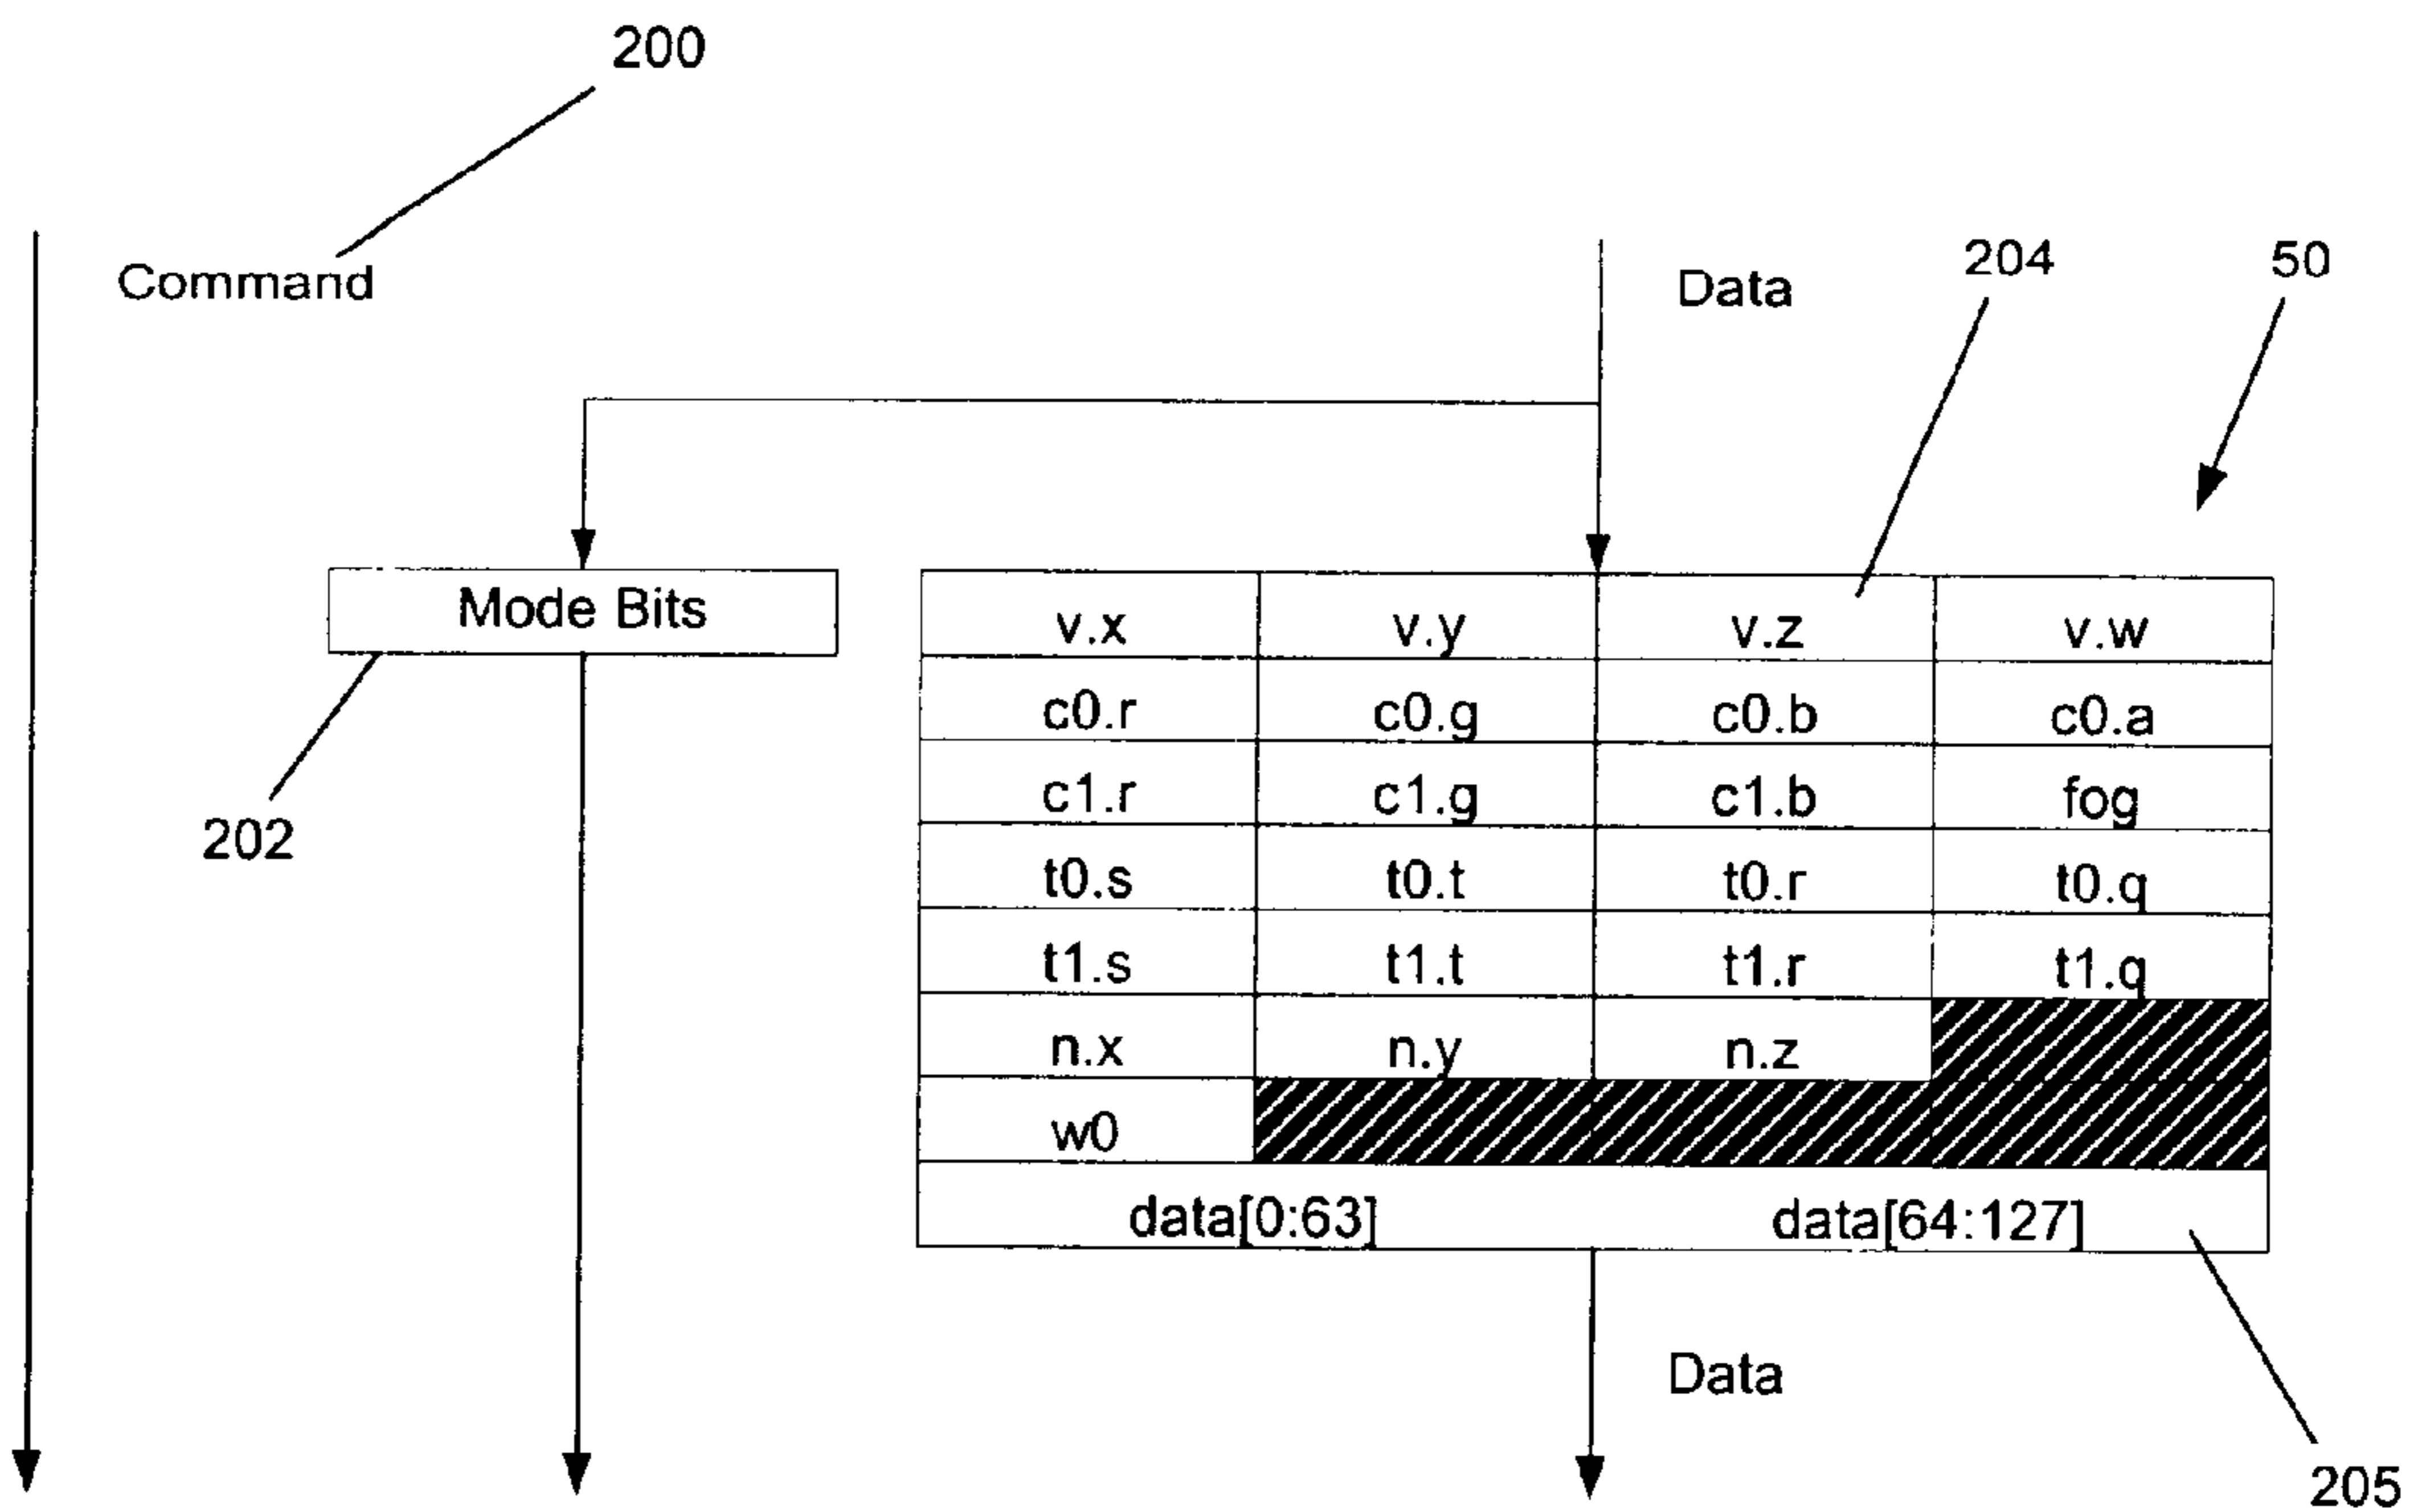 200
Command
Data
204
50
Mode Bits
202
v.x v.y v.z v.w
c0.r c0.g c0.b c0.a
c1.r c1.g c1.b fog
t0.s t0.t t0.r t0.q
t1.s t1.t t1.r t1.q
n.x n.y n.z
w0
data[0:63] data[64:127]
Data
205